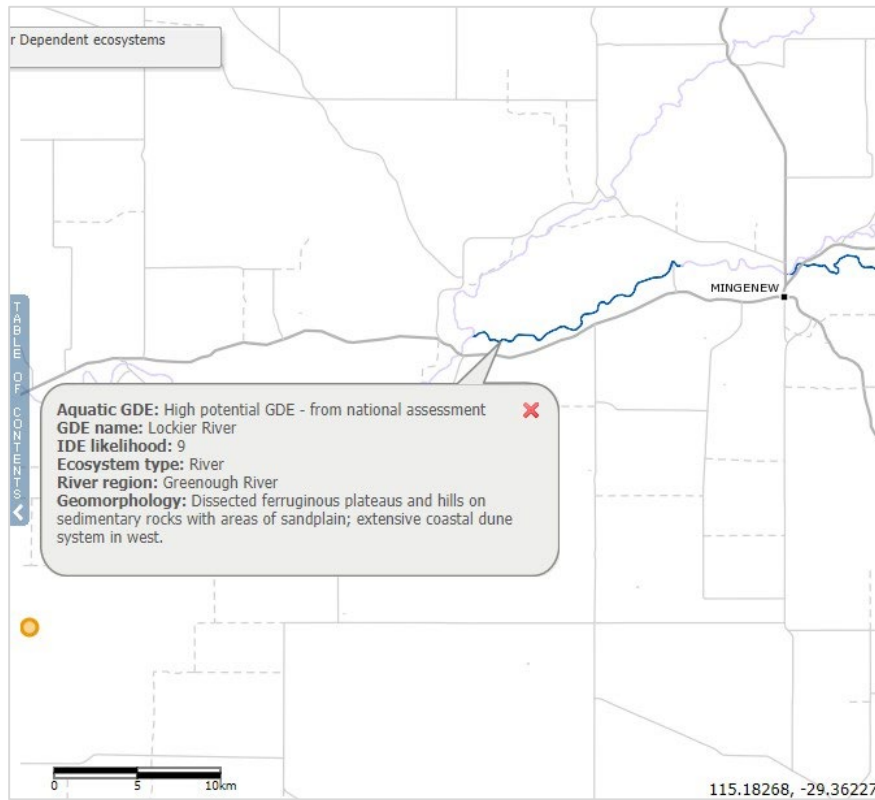 r Dependent ecosystems
MINGENEW
TABLE OF CONTENTS
Aquatic GDE: High potential GDE - from national assessment
GDE name: Lockier River
IDE likelihood: 9
Ecosystem type: River
River region: Greenough River
Geomorphology: Dissected ferruginous plateaus and hills on
sedimentary rocks with areas of sandplain; extensive coastal dune
system in west.
0 5 10km
115.18268, -29.36227